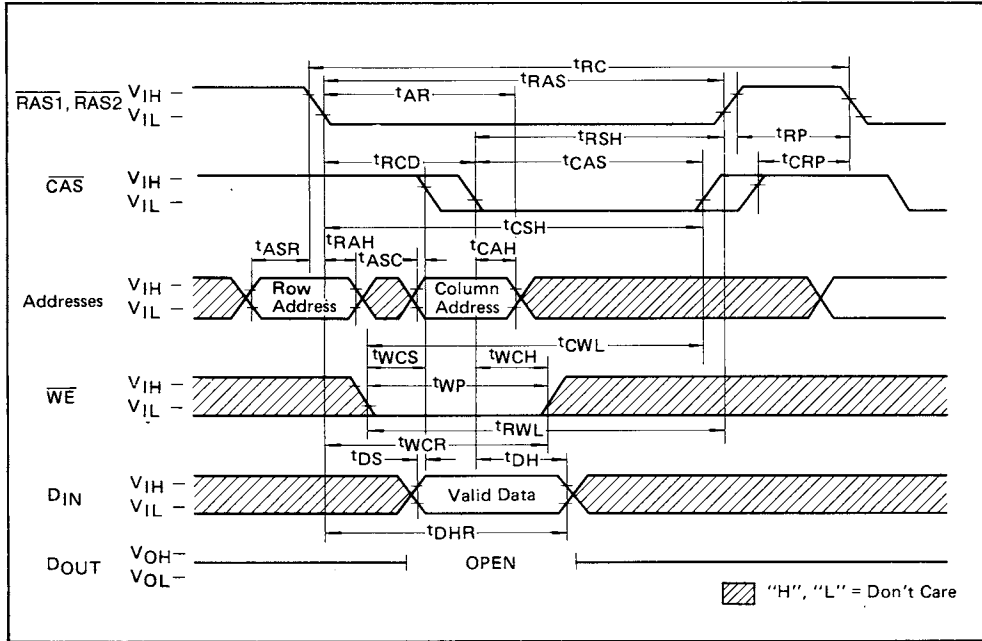 tRC
tRAS
RAS1, RAS2
VIH –
VIL –
tAR
tRSH
tRP
tRCD
tCAS
tCRP
CAS
VIH –
VIL –
tCSH
tASR
tRAH
tASC
tCAH
Addresses
VIH –
VIL –
Row
Address
Column
Address
tCWL
tWCS
tWCH
WE
VIH –
VIL –
tWP
tRWL
tWCR
tDS
tDH
DIN
VIH –
VIL –
Valid Data
tDHR
DOUT
VOH –
VOL –
OPEN
"H", "L" = Don't Care